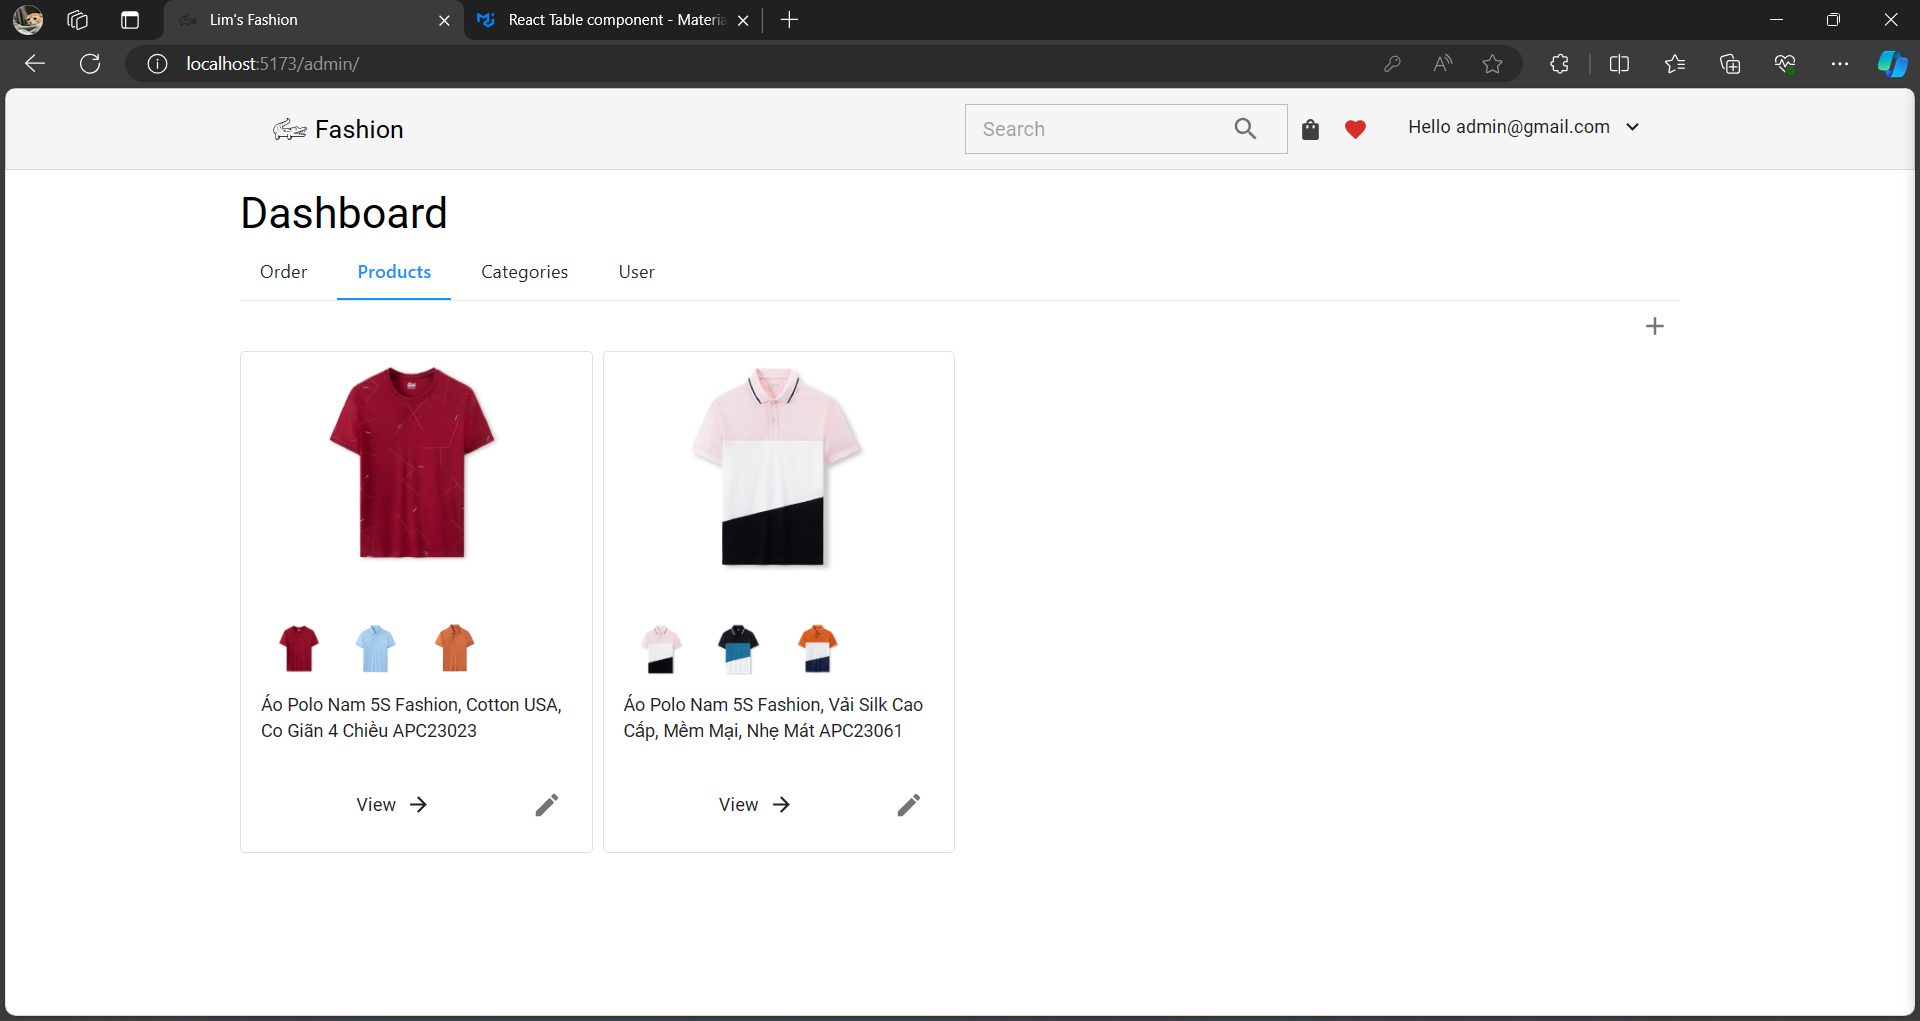 Lim's Fashion
React Table component - Materia
localhost:5173/admin/
Fashion
Search
Hello admin@gmail.com
Dashboard
Order
Products
Categories
User
Áo Polo Nam 5S Fashion, Cotton USA,
Co Giãn 4 Chiều APC23023
View
Áo Polo Nam 5S Fashion, Vải Silk Cao
Cấp, Mềm Mại, Nhẹ Mát APC23061
View